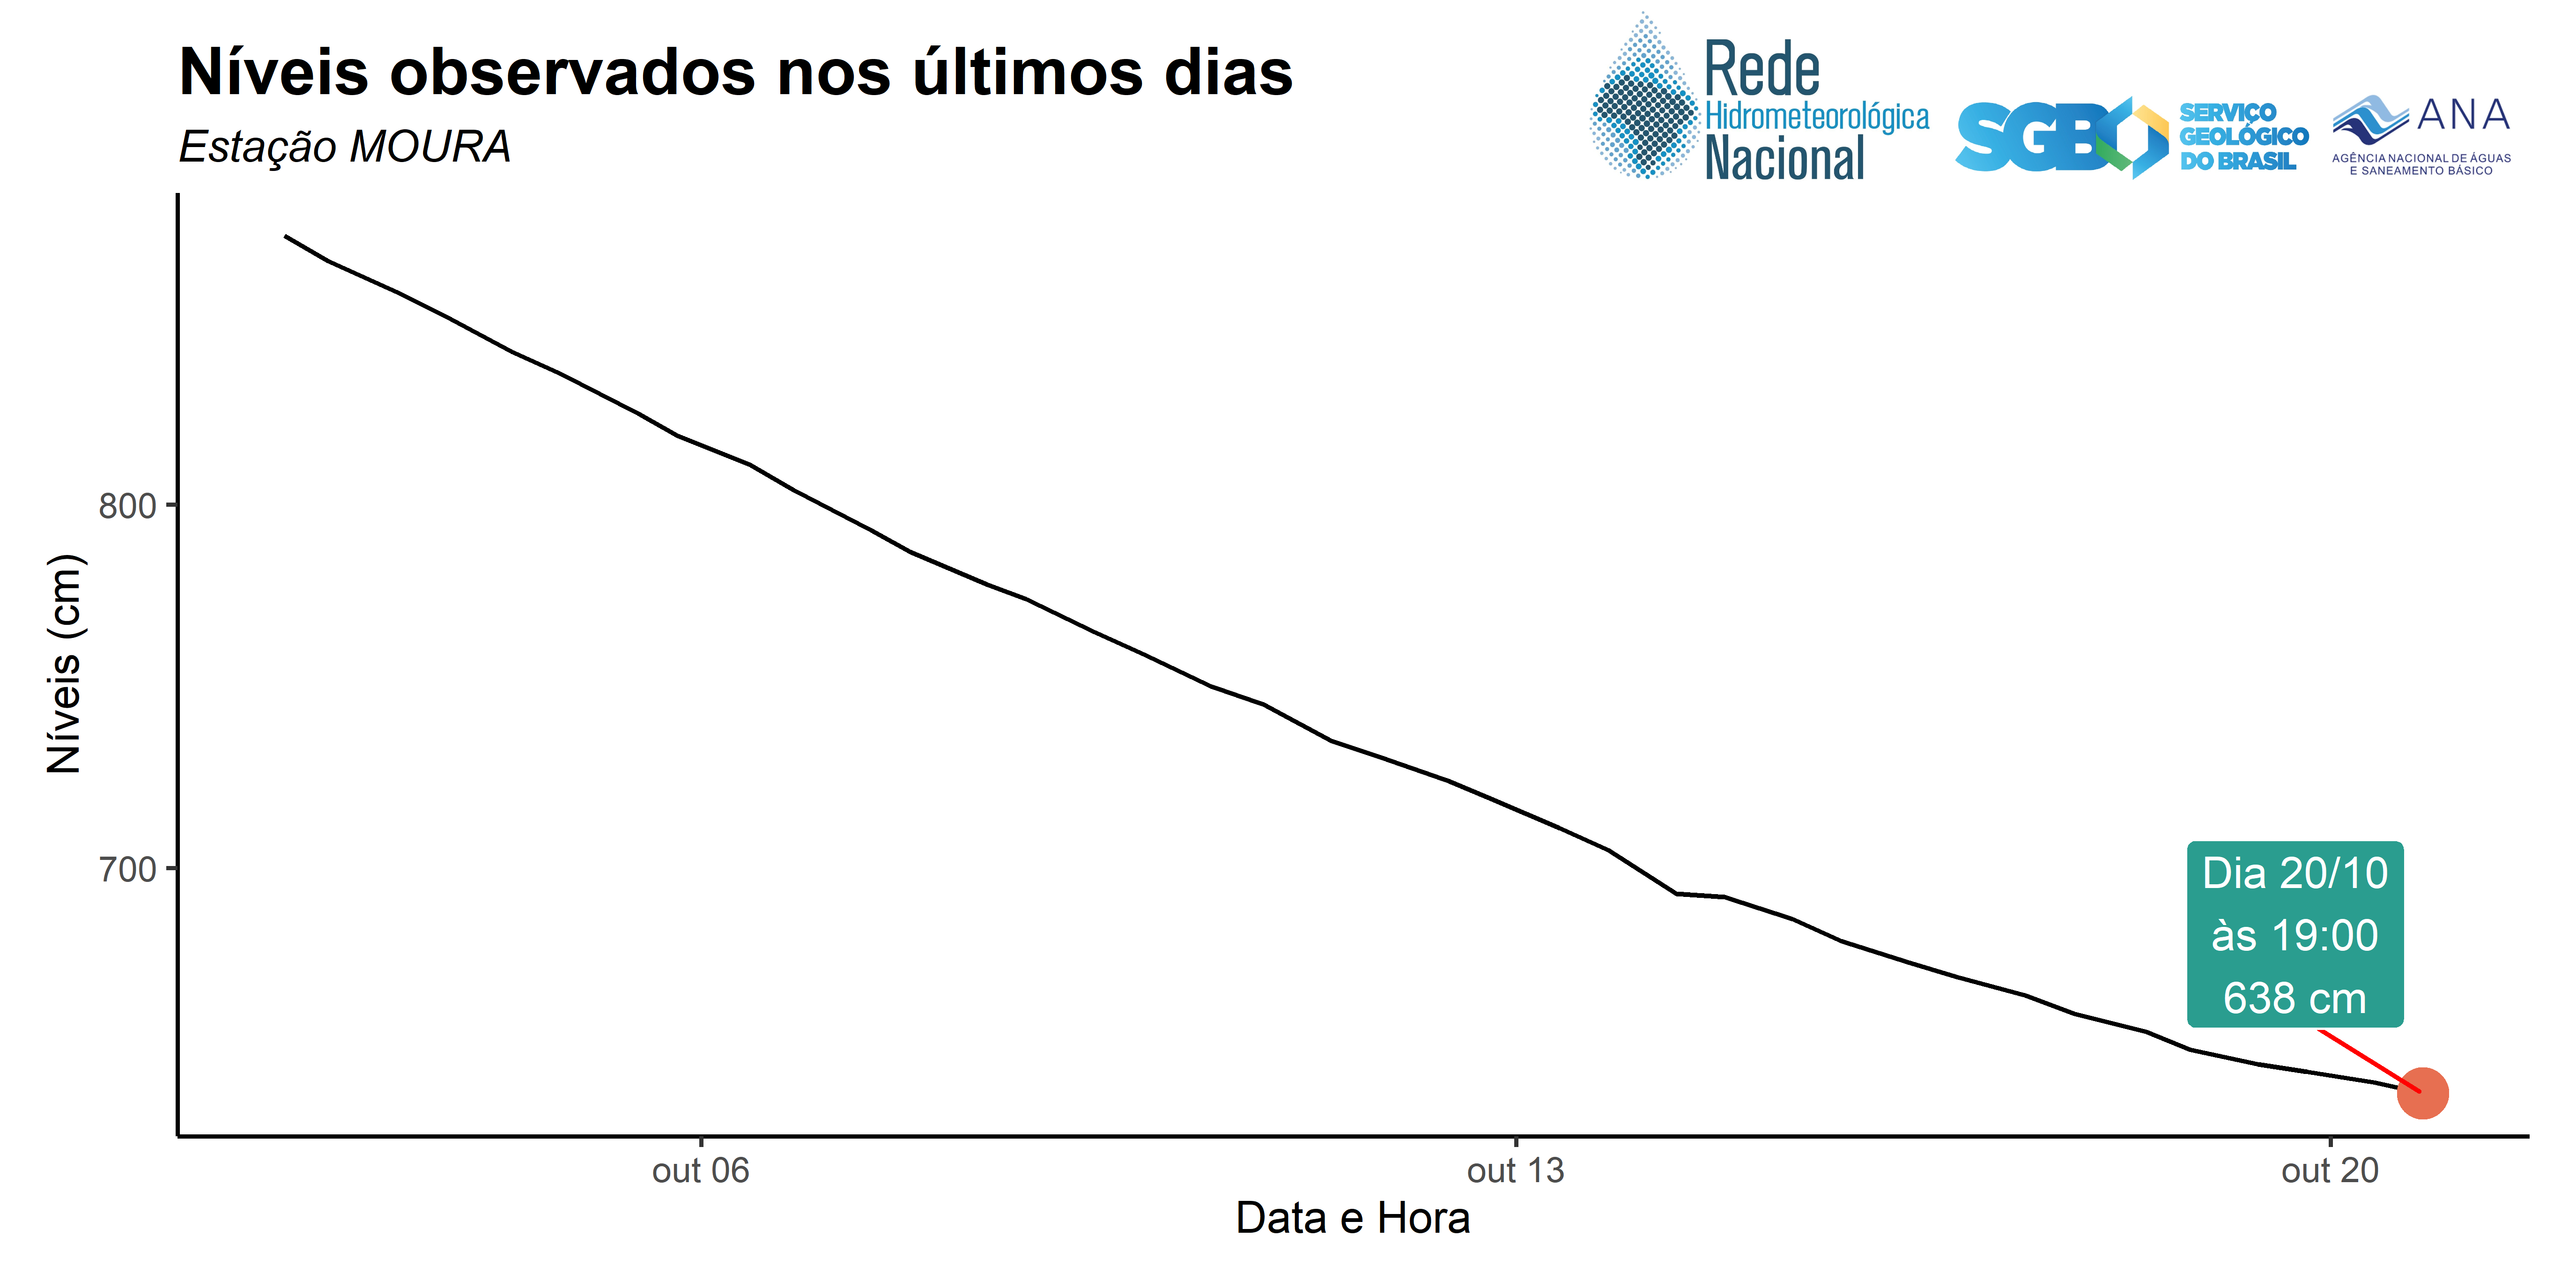 Níveis observados nos últimos dias
Estação MOURA
Rede
Hidrometeorológica
Nacional
SGB
SERVIÇO
GEOLÓGICO
DO BRASIL
ANA
AGÊNCIA NACIONAL DE ÁGUAS
E SANEAMENTO BÁSICO
800
700
Níveis (cm)
Dia 20/10
às 19:00
638 cm
out 06
out 13
out 20
Data e Hora